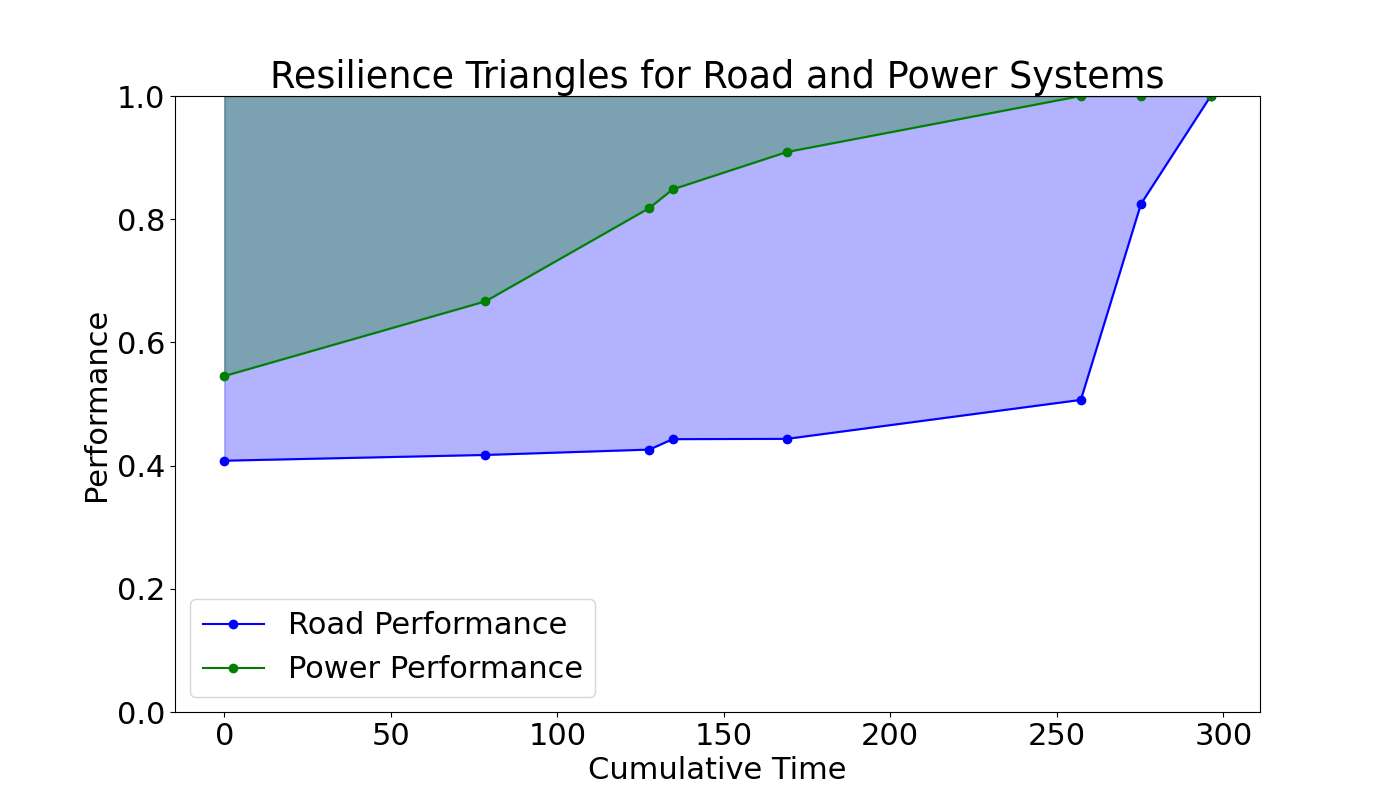 Resilience Triangles for Road and Power Systems
1.0
0.8
0.6
0.4
0.2
0.0
Performance
Road Performance
Power Performance
0 50 100 150 200 250 300
Cumulative Time